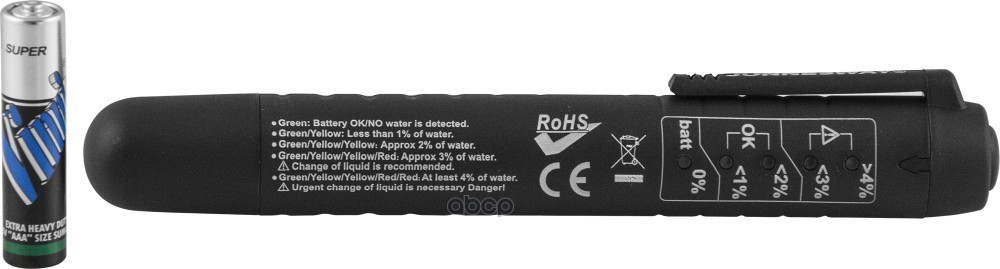 SUPER
EXTRA HEAVY DUT
"AAA" SIZE
• Green: Battery OK/NO water is detected.
• Green/Yellow: Less than 1% of water.
• Green/Yellow/Yellow: Approx 2% of water.
• Green/Yellow/Yellow/Red: Approx 3% of water.
⚠ Change of liquid is recommended.
• Green/Yellow/Yellow/Red/Red: At least 4% of water.
⚠ Urgent change of liquid is necessary Danger!
abcp
RoHS
CE
batt
OK
⚠
0%
<1%
<2%
<3%
>4%